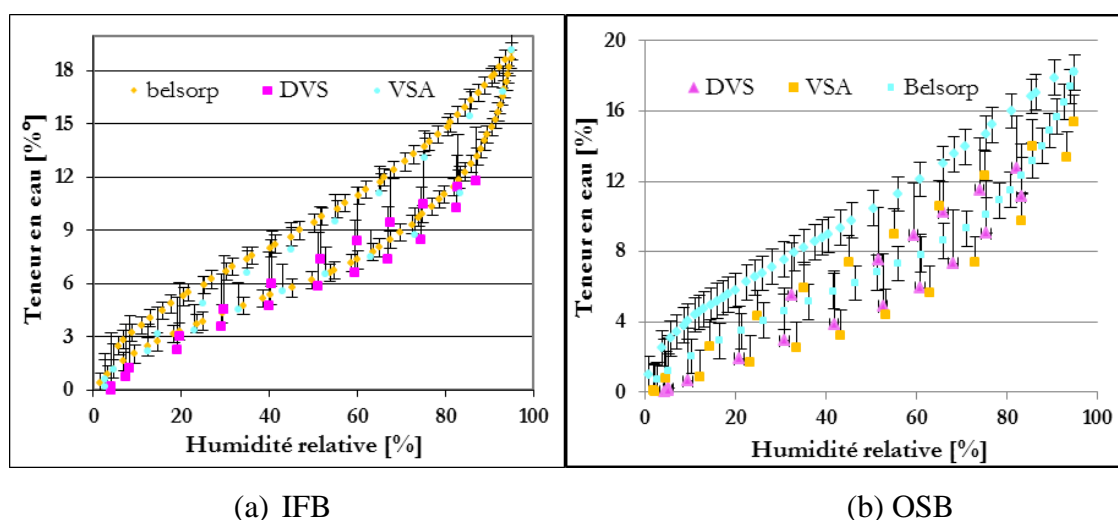 Teneur en eau [%°]
18
15
12
9
6
3
0
belsorp DVS VSA
0 20 40 60 80 100
Humidité relative [%]
(a) IFB
Teneur en eau [%]
20
16
12
8
4
0
DVS VSA Belsorp
0 20 40 60 80 100
Humidité relative [%]
(b) OSB